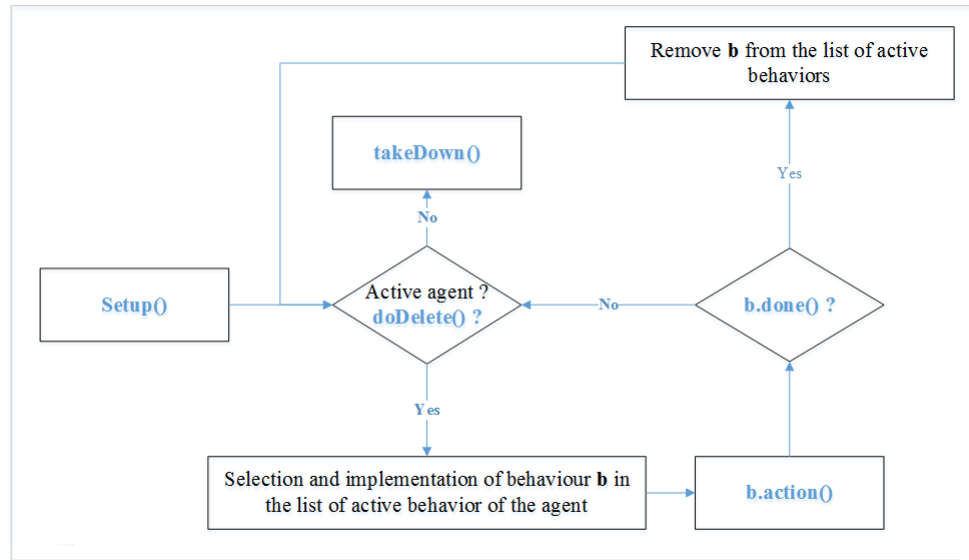 Remove b from the list of active
behaviors
takeDown()
Yes
No
Setup()
Active agent ?
doDelete() ?
No
b.done() ?
Yes
Selection and implementation of behaviour b in
the list of active behavior of the agent
b.action()